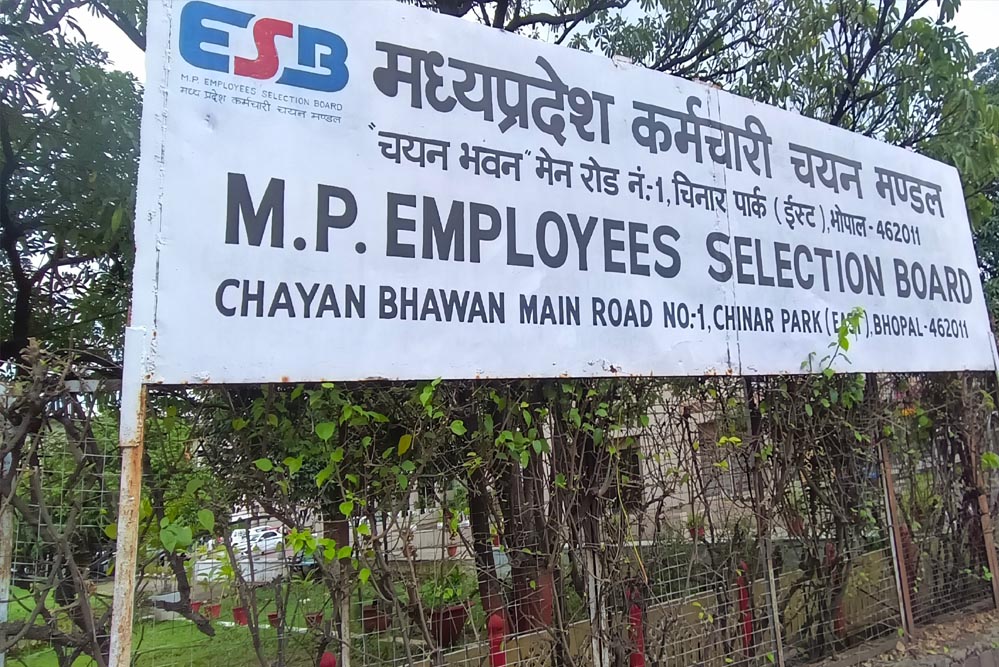 ESB
M.P. EMPLOYEES SELECTION BOARD
मध्य प्रदेश कर्मचारी चयन मण्डल
मध्यप्रदेश कर्मचारी चयन मण्डल
"चयन भवन" मेन रोड नं.:1, चिनार पार्क ( ईस्ट ), भोपाल - 462011
M.P. EMPLOYEES SELECTION BOARD
CHAYAN BHAWAN MAIN ROAD NO.:1, CHINAR PARK (EAST), BHOPAL - 462011